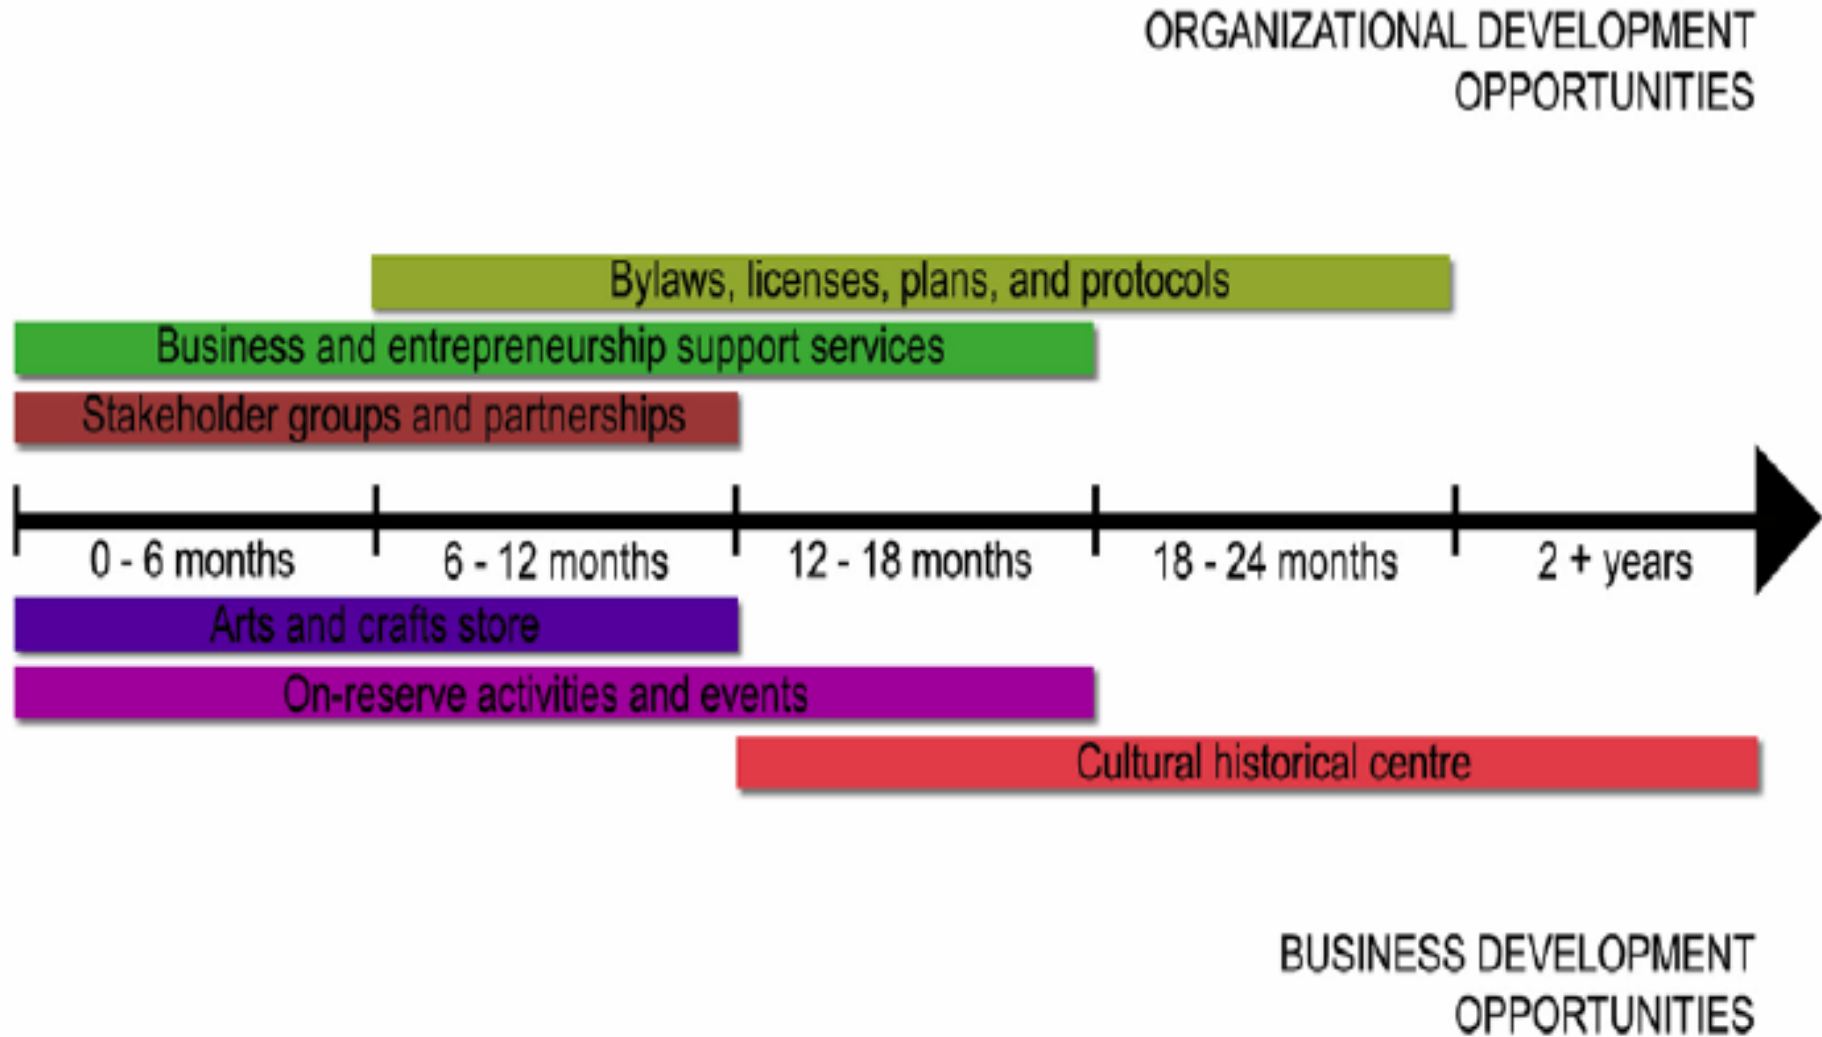 ORGANIZATIONAL DEVELOPMENT
OPPORTUNITIES
Bylaws, licenses, plans, and protocols
Business and entrepreneurship support services
Stakeholder groups and partnerships
0 - 6 months
6 - 12 months
12 - 18 months
18 - 24 months
2 + years
Arts and crafts store
On-reserve activities and events
Cultural historical centre
BUSINESS DEVELOPMENT
OPPORTUNITIES